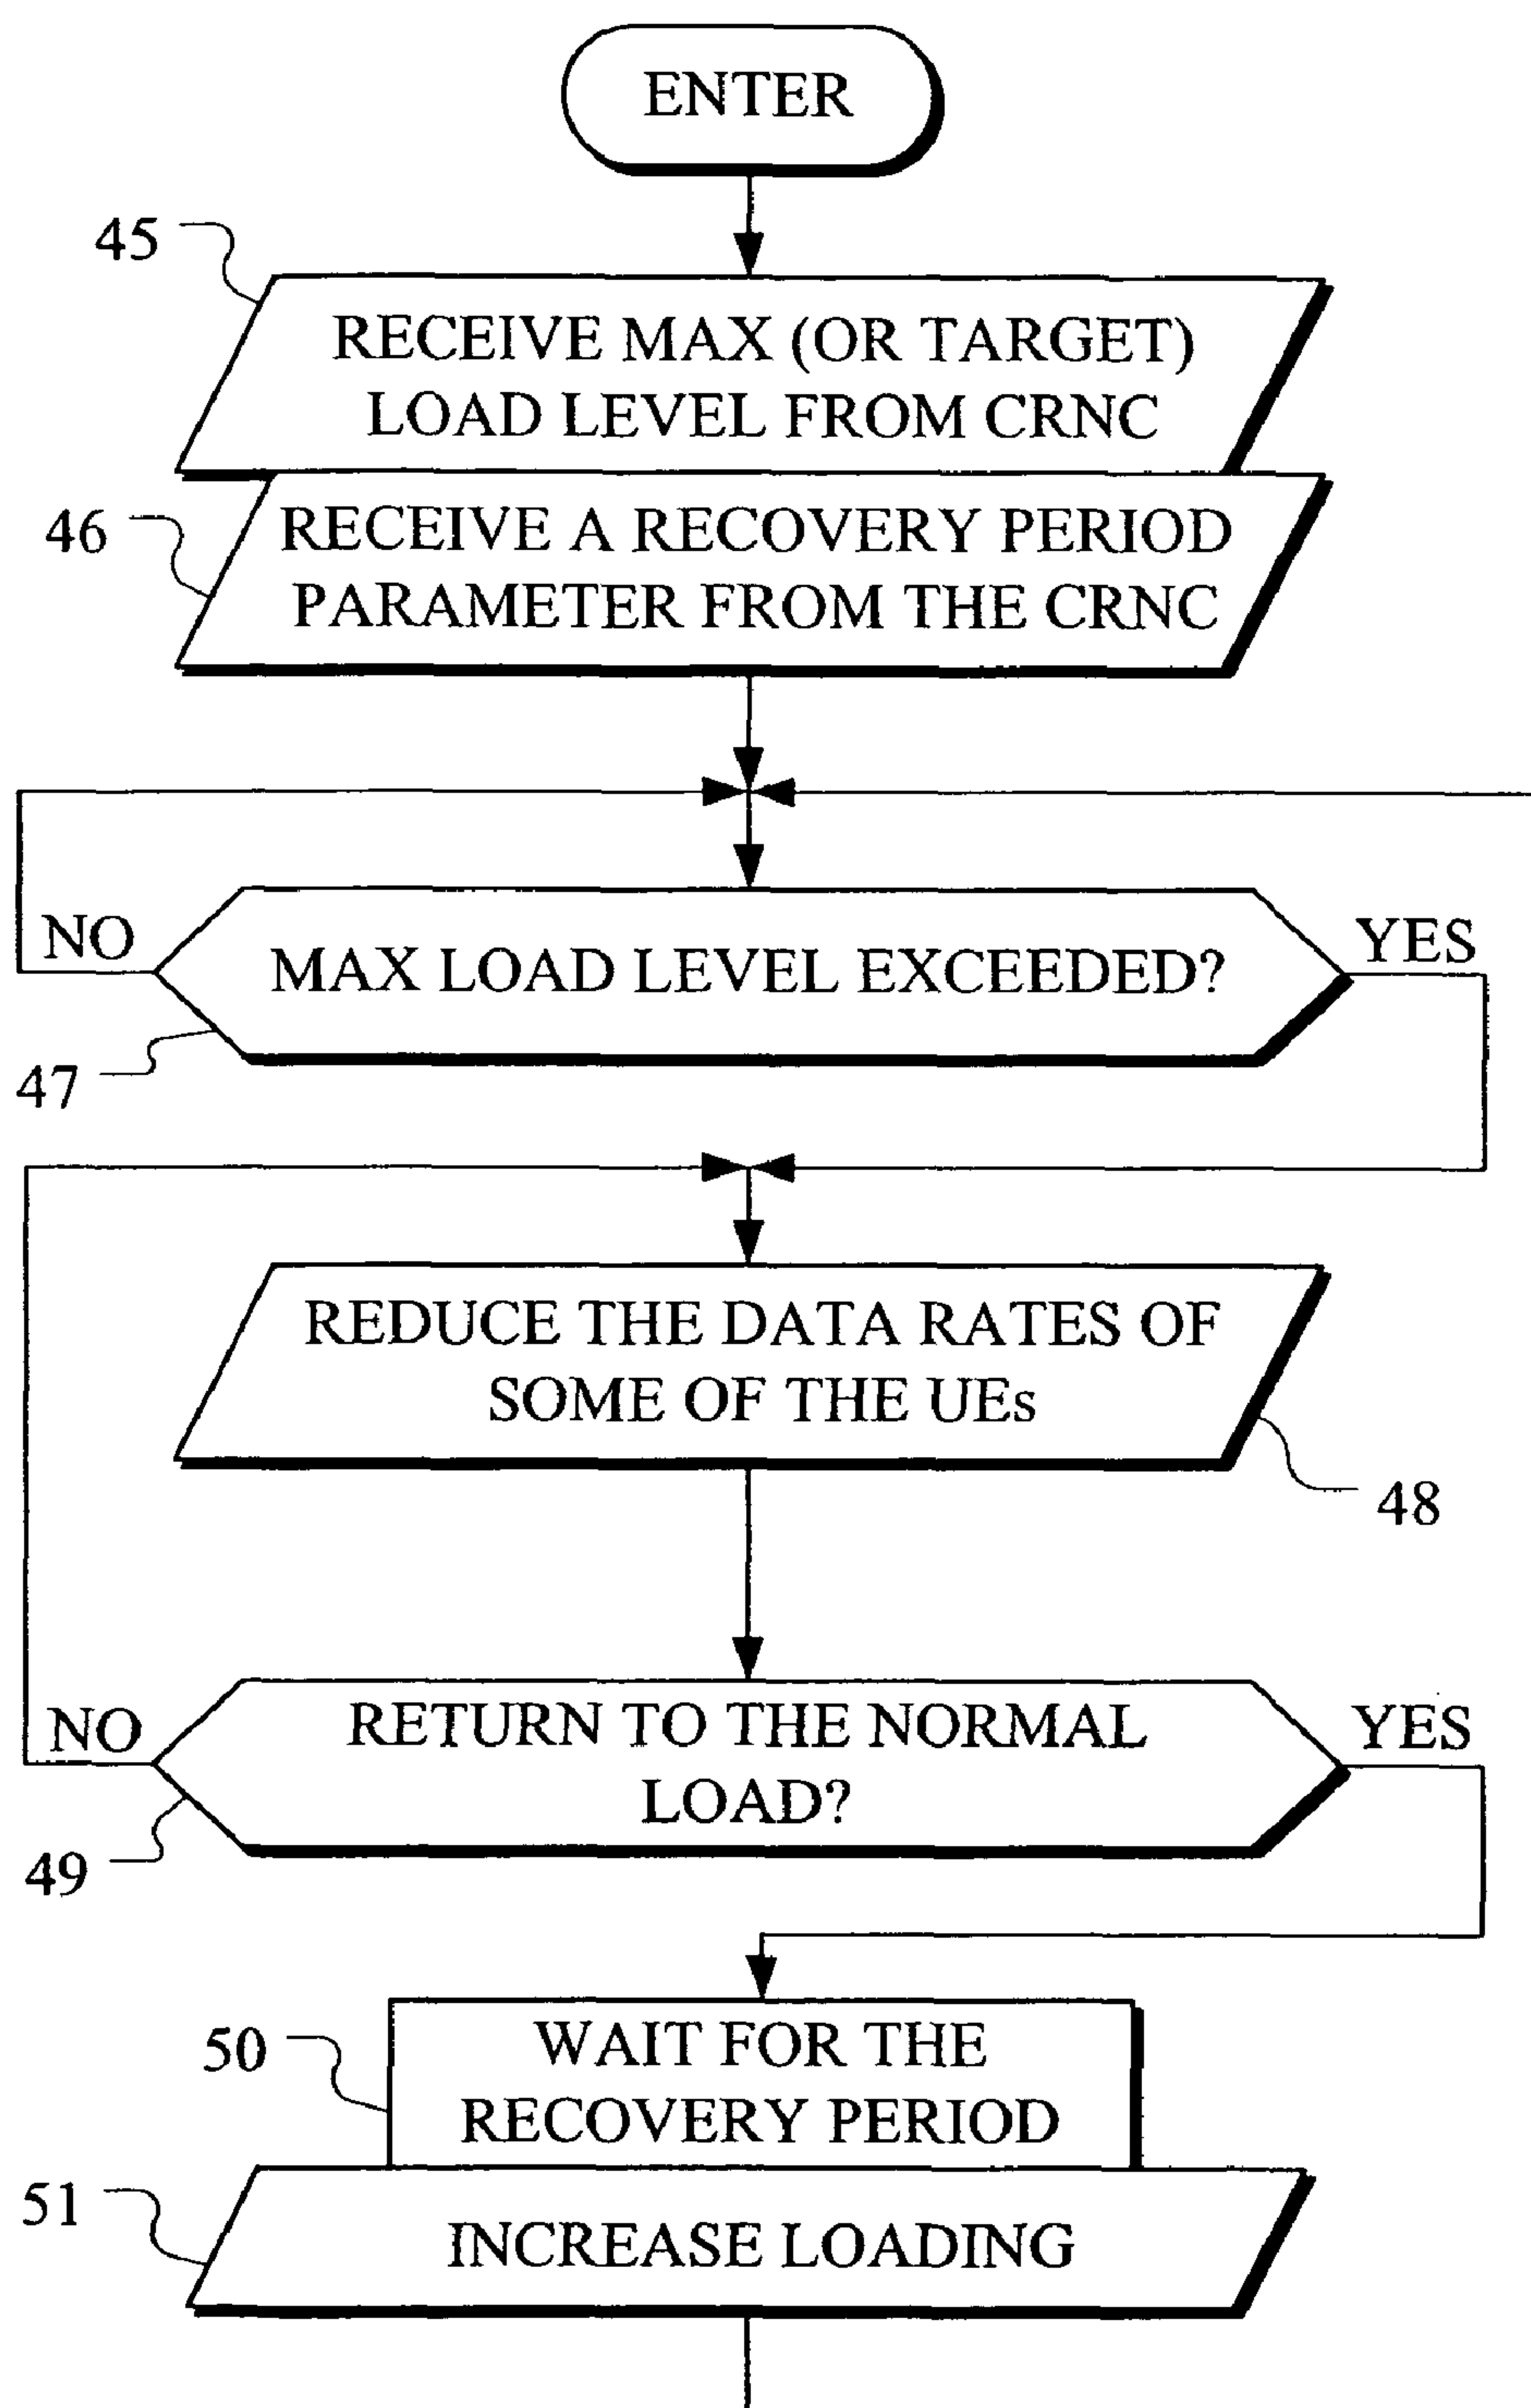 ENTER
45
RECEIVE MAX (OR TARGET)
LOAD LEVEL FROM CRNC
46
RECEIVE A RECOVERY PERIOD
PARAMETER FROM THE CRNC
NO
MAX LOAD LEVEL EXCEEDED?
YES
47
REDUCE THE DATA RATES OF
SOME OF THE UEs
48
NO
RETURN TO THE NORMAL
LOAD?
YES
49
50
WAIT FOR THE
RECOVERY PERIOD
51
INCREASE LOADING